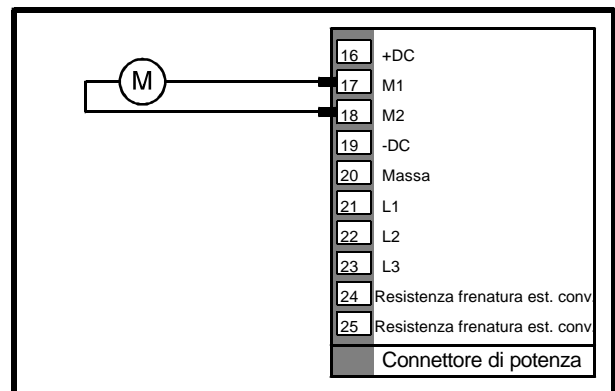 M
16 +DC
17 M1
18 M2
19 -DC
20 Massa
21 L1
22 L2
23 L3
24 Resistenza frenatura est. conv.
25 Resistenza frenatura est. conv.
Connettore di potenza